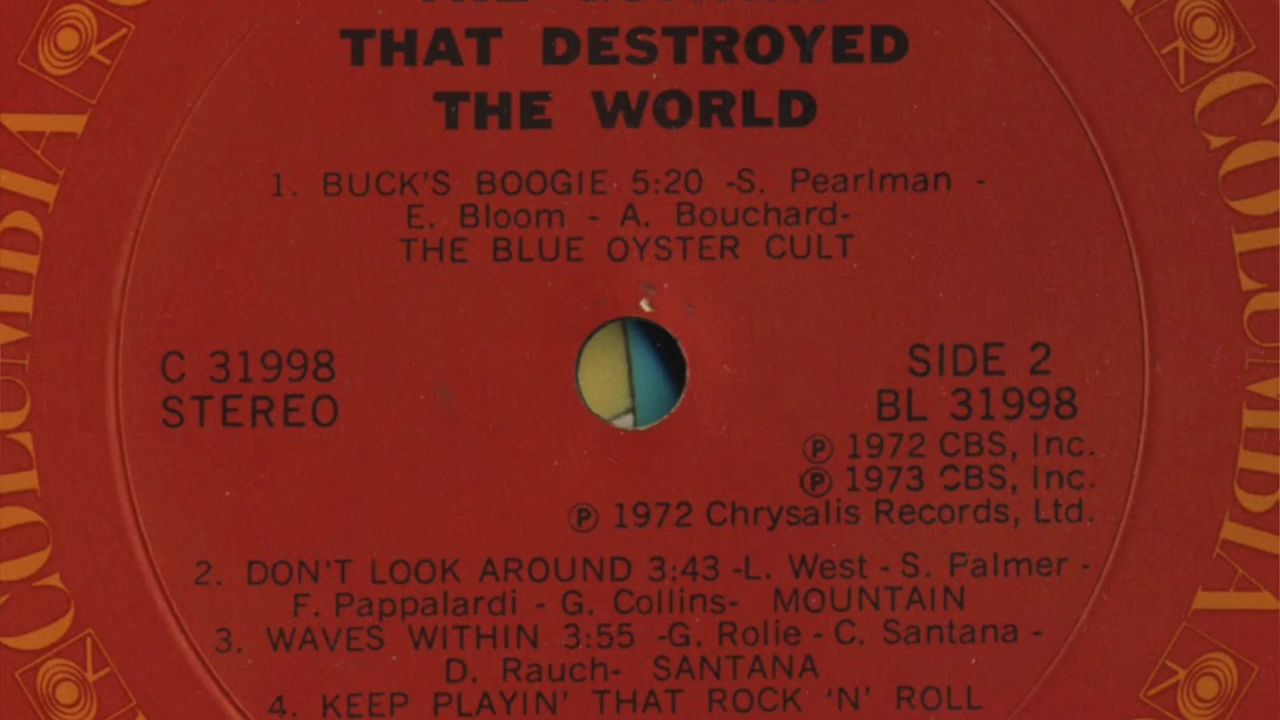 THAT DESTROYED
THE WORLD
1. BUCK'S BOOGIE 5:20 -S. Pearlman -
E. Bloom - A. Bouchard-
THE BLUE OYSTER CULT
C 31998
STEREO
SIDE 2
BL 31998
Ⓟ 1972 CBS, Inc.
Ⓟ 1973 CBS, Inc.
Ⓟ 1972 Chrysalis Records, Ltd.
2. DON'T LOOK AROUND 3:43 -L. West - S. Palmer -
F. Pappalardi - G. Collins- MOUNTAIN
3. WAVES WITHIN 3:55 -G. Rolie - C. Santana -
D. Rauch- SANTANA
4. KEEP PLAYIN' THAT ROCK 'N' ROLL
COLUMBIA
COLUMBIA